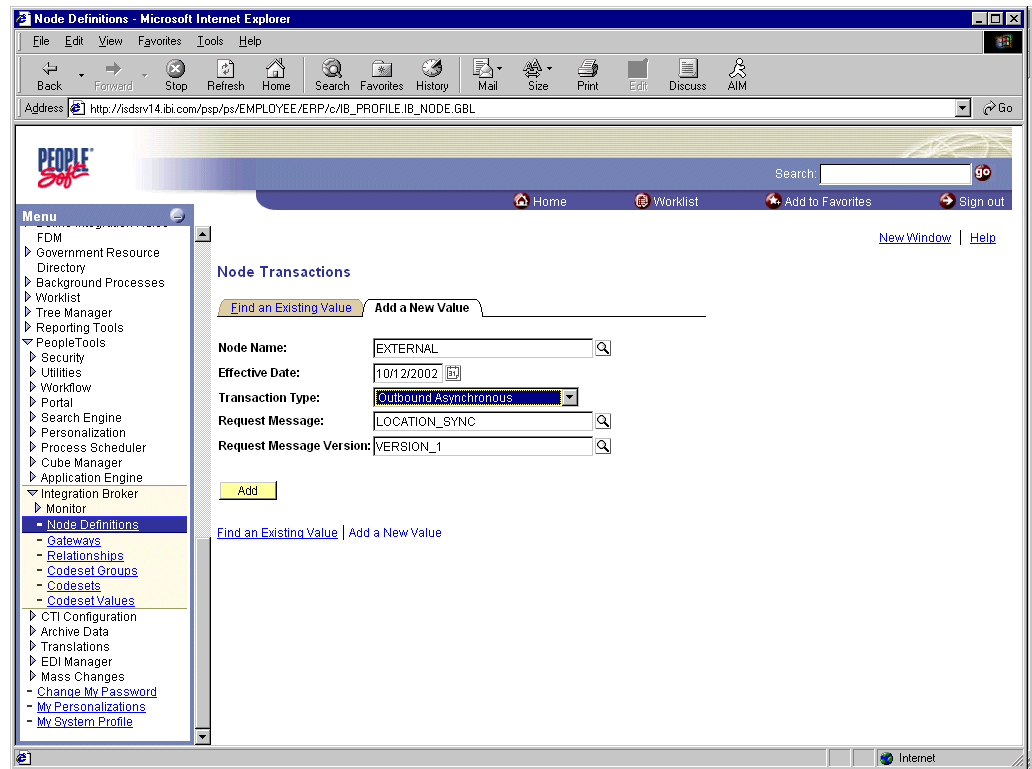 Node Definitions - Microsoft Internet Explorer
File Edit View Favorites Tools Help
Back Forward Stop Refresh Home Search Favorites History Mail Size Print Edit Discuss AIM
Address http://isdsrv14.ibi.com/psp/ps/EMPLOYEE/ERP/c/IB_PROFILE.IB_NODE.GBL Go
PEOPLE
Soft
Search: go
Home Worklist Add to Favorites Sign out
Menu
FDM
Government Resource
Directory
Background Processes
Worklist
Tree Manager
Reporting Tools
PeopleTools
Security
Utilities
Workflow
Portal
Search Engine
Personalization
Process Scheduler
Cube Manager
Application Engine
Integration Broker
Monitor
Node Definitions
Gateways
Relationships
Codeset Groups
Codesets
Codeset Values
CTI Configuration
Archive Data
Translations
EDI Manager
Mass Changes
Change My Password
My Personalizations
My System Profile
New Window | Help
Node Transactions
Find an Existing Value Add a New Value
Node Name: EXTERNAL
Effective Date: 10/12/2002 31
Transaction Type: Outbound Asynchronous
Request Message: LOCATION_SYNC
Request Message Version: VERSION_1
Add
Find an Existing Value | Add a New Value
Internet